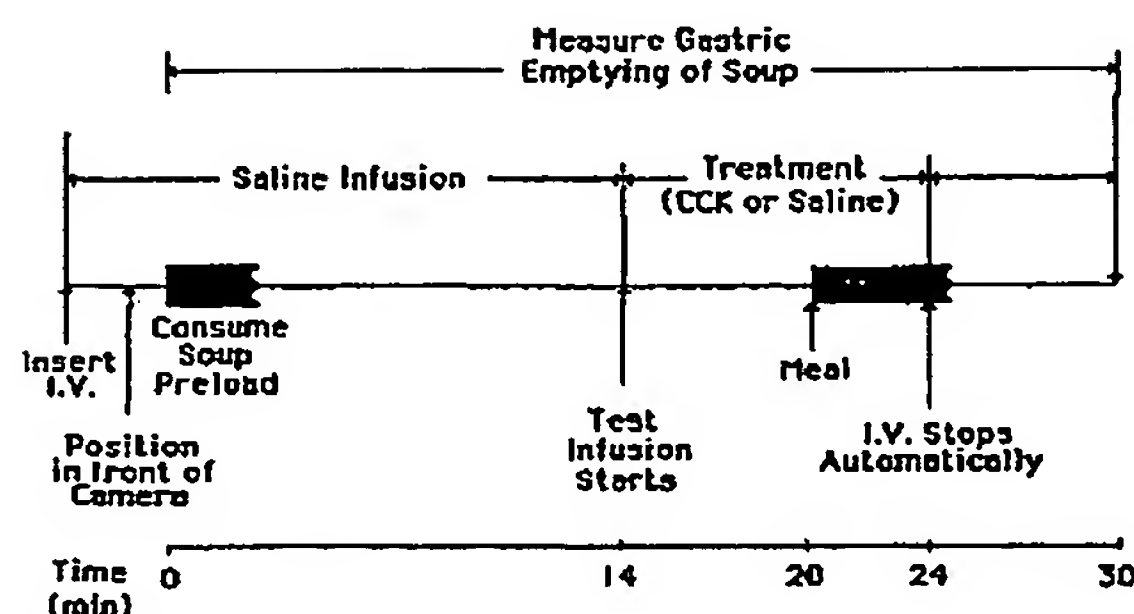 Measure Gastric
Emptying of Soup
Saline Infusion
Treatment
(CCK or Saline)
Consume
Soup
Preload
Insert
I.V.
Meal
Position
in front of
Camera
Test
Infusion
Starts
I.V. Stops
Automatically
Time
(min)
0 14 20 24 30